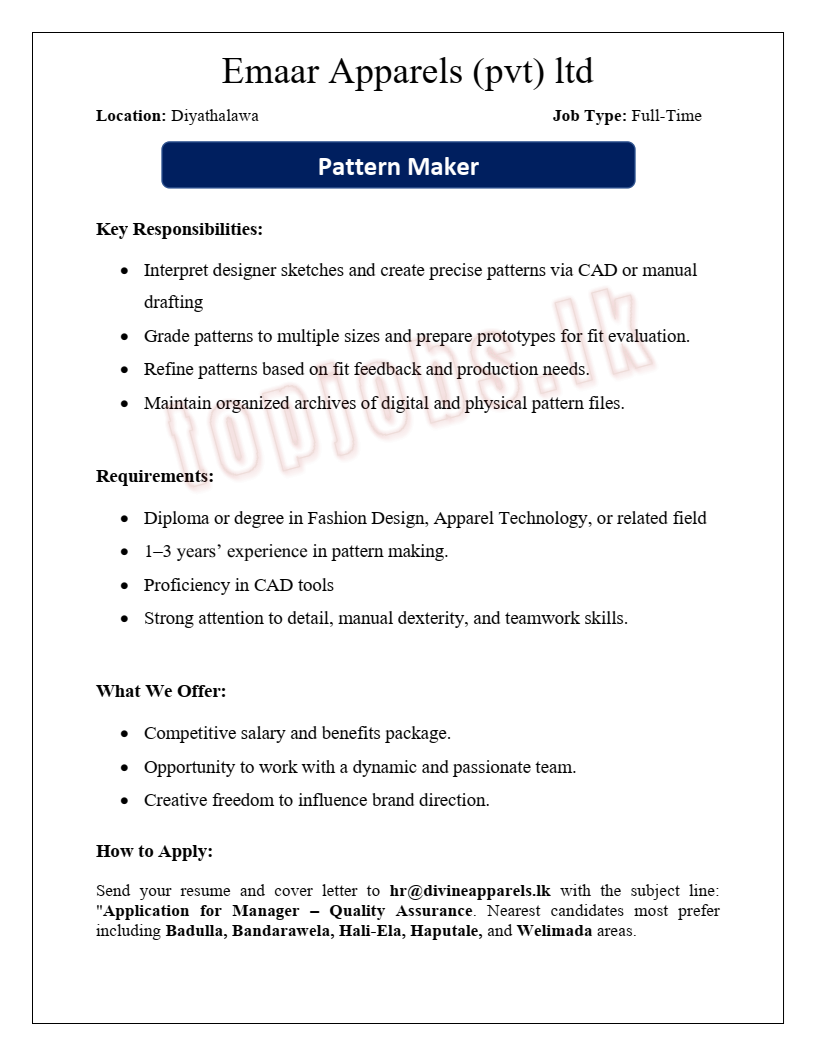 Emaar Apparels (pvt) ltd
Location: Diyathalawa Job Type: Full-Time
Pattern Maker
Key Responsibilities:
• Interpret designer sketches and create precise patterns via CAD or manual
drafting
• Grade patterns to multiple sizes and prepare prototypes for fit evaluation.
• Refine patterns based on fit feedback and production needs.
• Maintain organized archives of digital and physical pattern files.
topjobs.lk
Requirements:
• Diploma or degree in Fashion Design, Apparel Technology, or related field
• 1–3 years’ experience in pattern making.
• Proficiency in CAD tools
• Strong attention to detail, manual dexterity, and teamwork skills.
What We Offer:
• Competitive salary and benefits package.
• Opportunity to work with a dynamic and passionate team.
• Creative freedom to influence brand direction.
How to Apply:
Send your resume and cover letter to hr@divineapparels.lk with the subject line:
"Application for Manager – Quality Assurance. Nearest candidates most prefer
including Badulla, Bandarawela, Hali-Ela, Haputale, and Welimada areas.